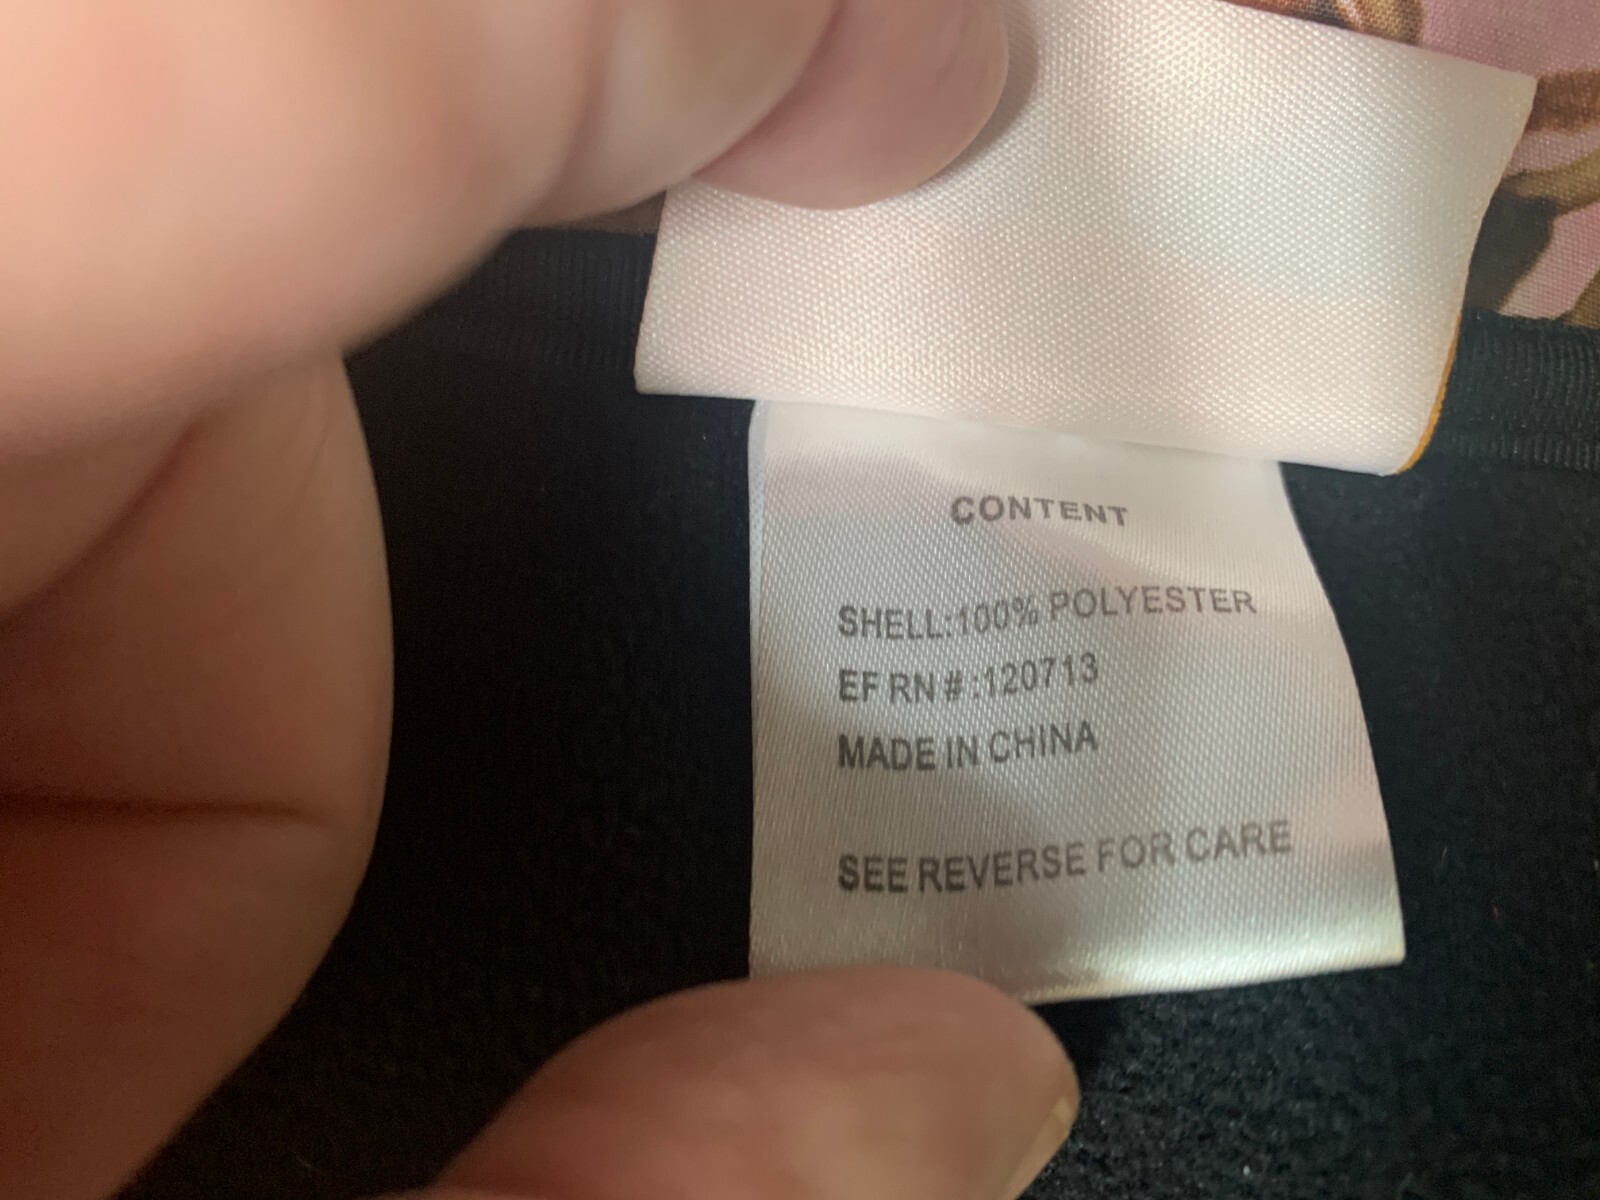 CONTENT
SHELL:100% POLYESTER
EF RN # :120713
MADE IN CHINA
SEE REVERSE FOR CARE